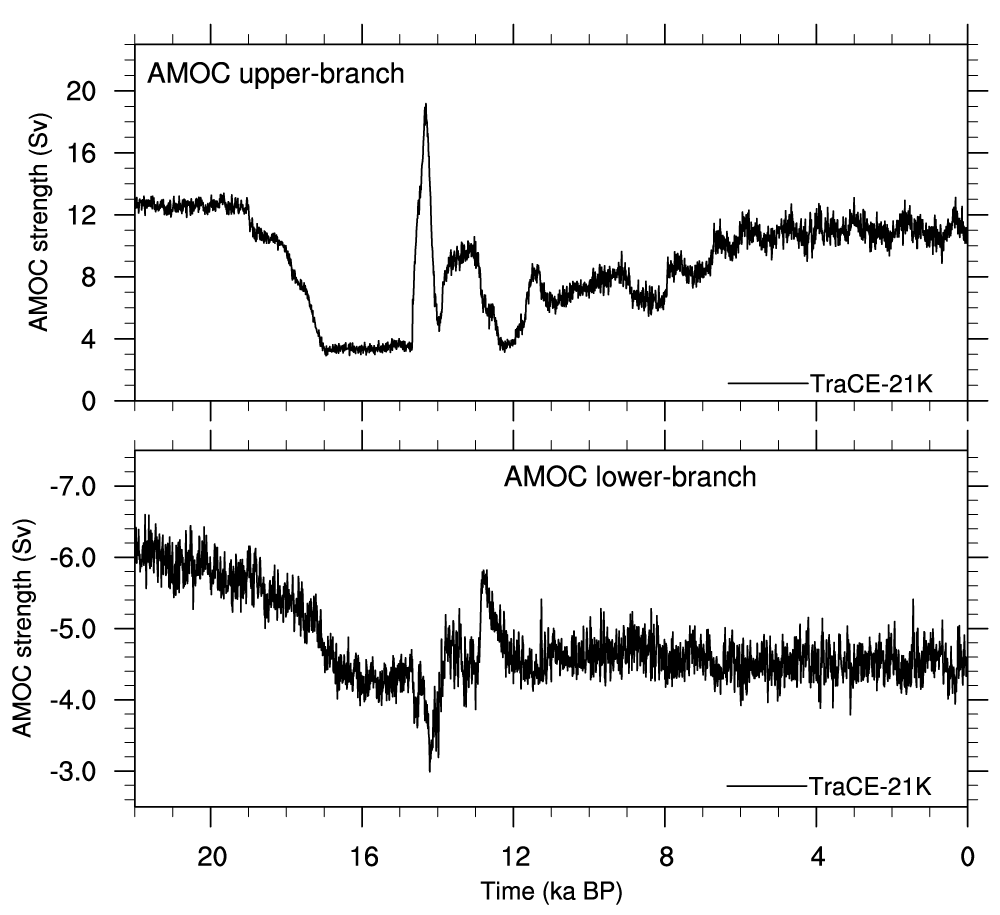 AMOC upper-branch
AMOC strength (Sv)
20
16
12
8
4
0
TraCE-21K
AMOC lower-branch
AMOC strength (Sv)
-7.0
-6.0
-5.0
-4.0
-3.0
TraCE-21K
20 16 12 8 4 0
Time (ka BP)